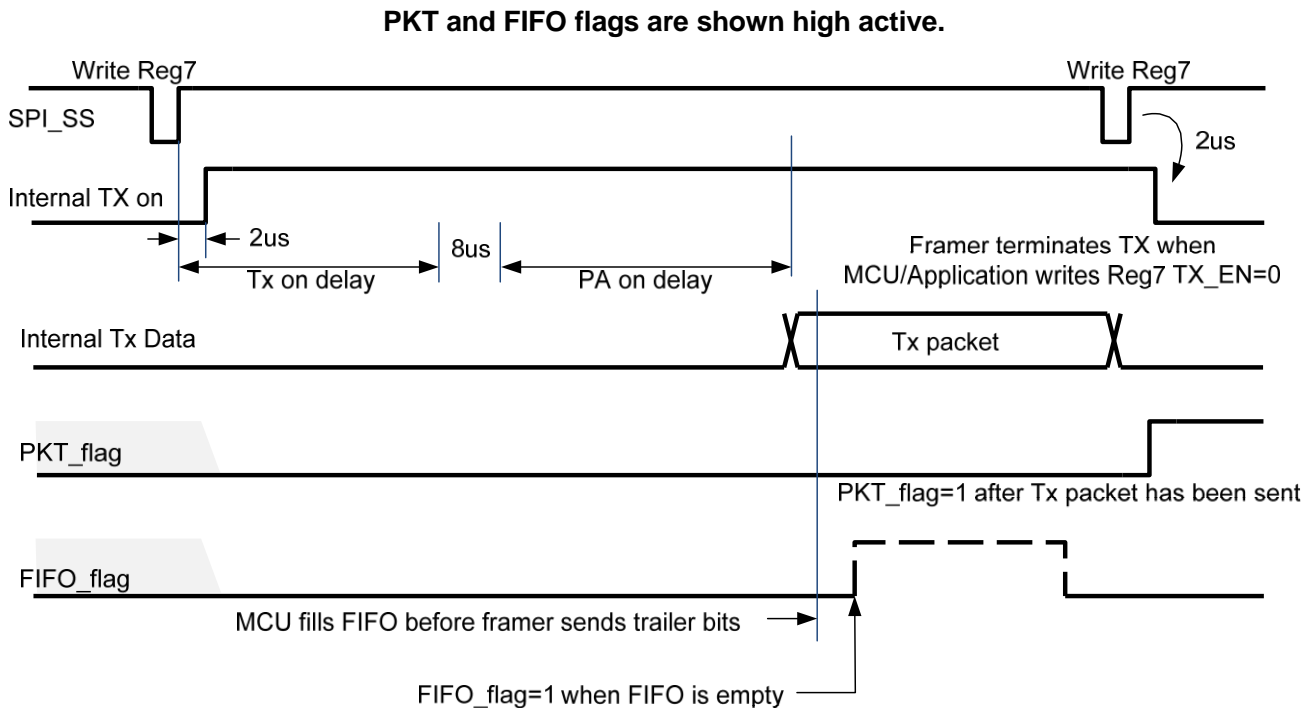 PKT and FIFO flags are shown high active.
Write Reg7
Write Reg7
SPI_SS
2us
Internal TX on
2us
8us
Tx on delay
PA on delay
Framer terminates TX when
MCU/Application writes Reg7 TX_EN=0
Internal Tx Data
Tx packet
PKT_flag
PKT_flag=1 after Tx packet has been sent
FIFO_flag
MCU fills FIFO before framer sends trailer bits
FIFO_flag=1 when FIFO is empty